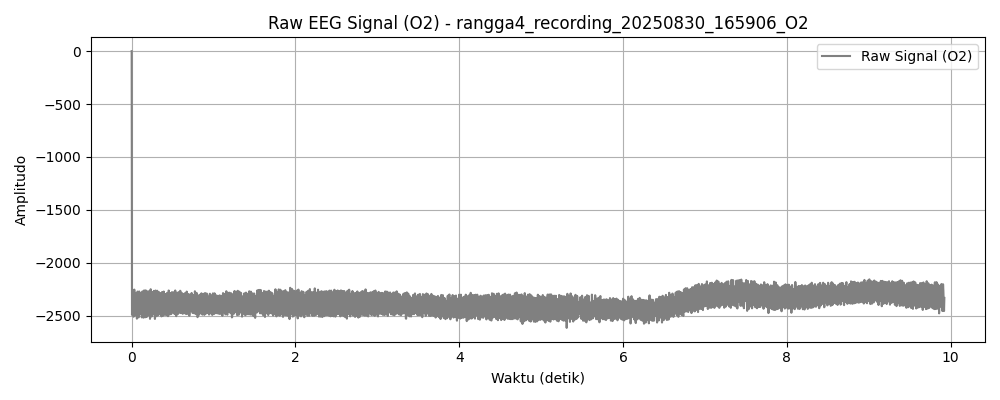 Raw EEG Signal (O2) - rangga4_recording_20250830_165906_O2
Raw Signal (O2)
Amplitudo
0
−500
−1000
−1500
−2000
−2500
0 2 4 6 8 10
Waktu (detik)